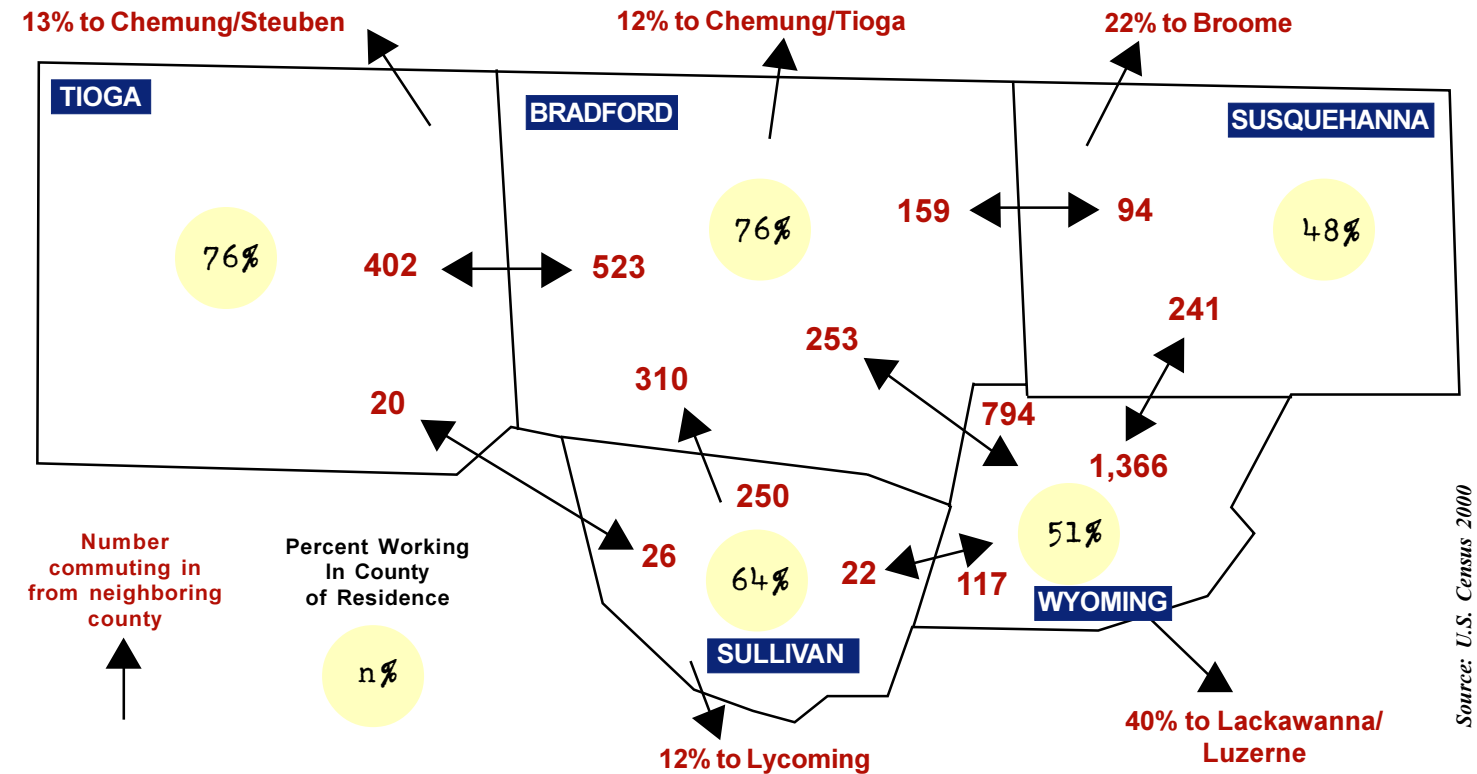 13% to Chemung/Steuben
12% to Chemung/Tioga
22% to Broome
TIOGA
BRADFORD
SUSQUEHANNA
76%
76%
48%
402
523
159
94
241
253
310
20
794
1,366
250
26
64%
22
117
51%
WYOMING
SULLIVAN
Number
commuting in
from neighboring
county
Percent Working
In County
of Residence
n%
12% to Lycoming
40% to Lackawanna/
Luzerne
Source: U.S. Census 2000